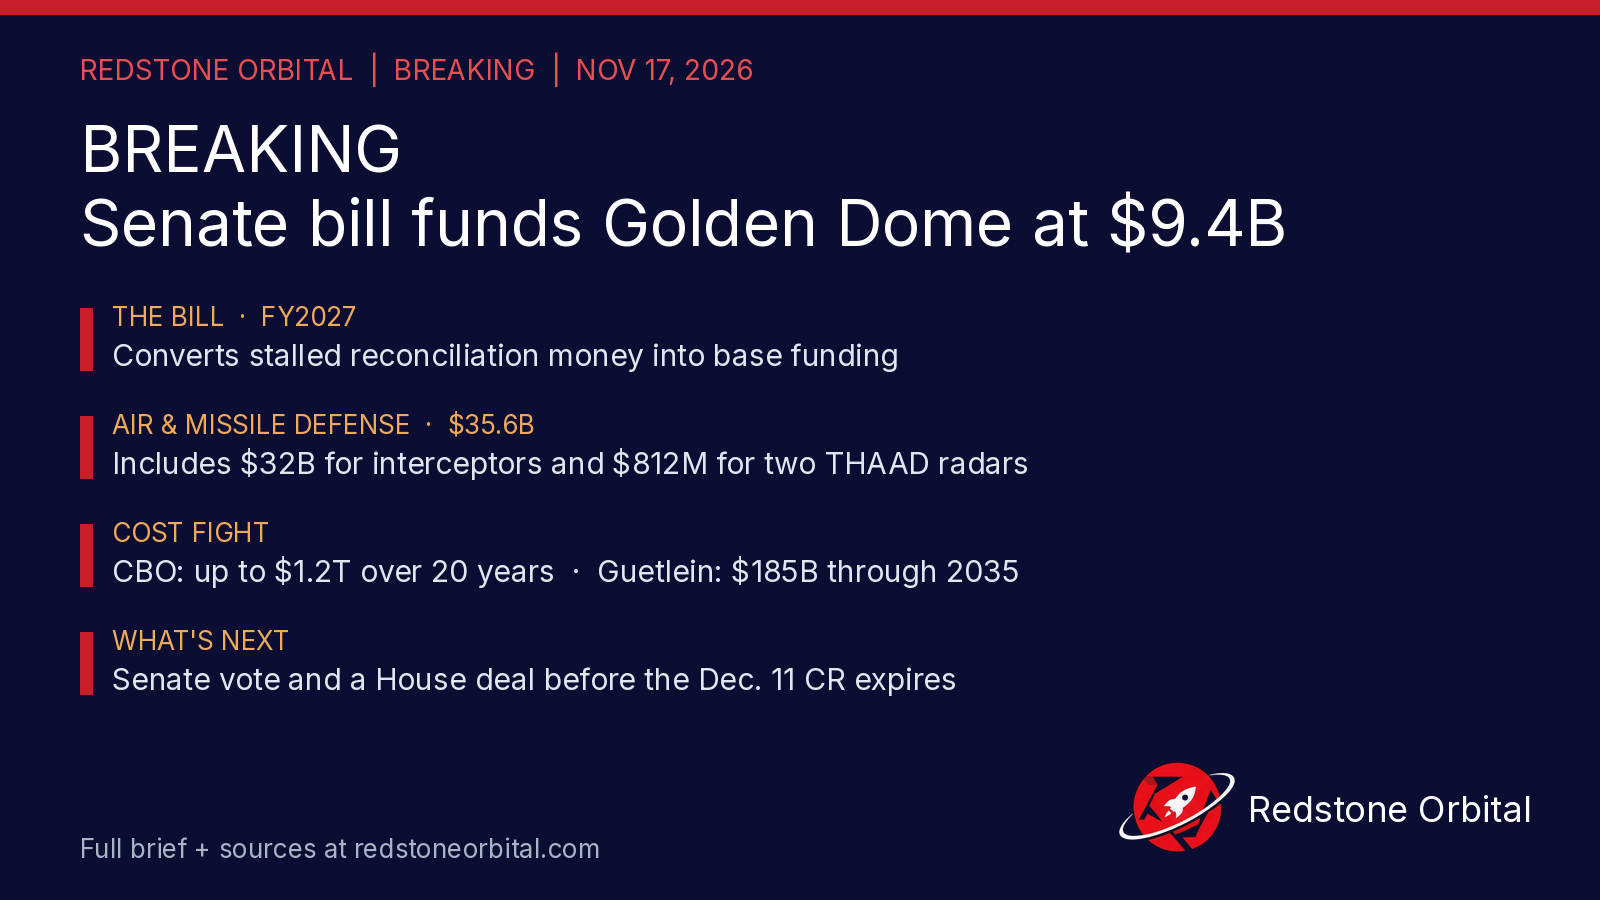 REDSTONE ORBITAL | BREAKING | NOV 17, 2026
BREAKING
Senate bill funds Golden Dome at $9.4B
THE BILL · FY2027
Converts stalled reconciliation money into base funding
AIR & MISSILE DEFENSE · $35.6B
Includes $32B for interceptors and $812M for two THAAD radars
COST FIGHT
CBO: up to $1.2T over 20 years · Guetlein: $185B through 2035
WHAT'S NEXT
Senate vote and a House deal before the Dec. 11 CR expires
Redstone Orbital
Full brief + sources at redstoneorbital.com